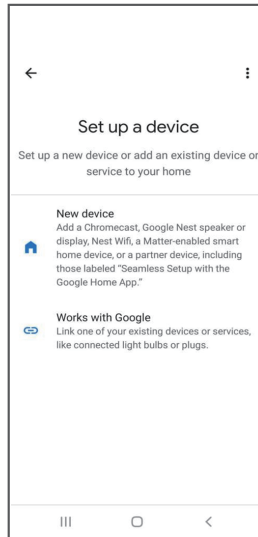 Set up a device
Set up a new device or add an existing device or
service to your home
New device
Add a Chromecast, Google Nest speaker or
display, Nest Wifi, a Matter-enabled smart
home device, or a partner device, including
those labeled “Seamless Setup with the
Google Home App.”
Works with Google
Link one of your existing devices or services,
like connected light bulbs or plugs.